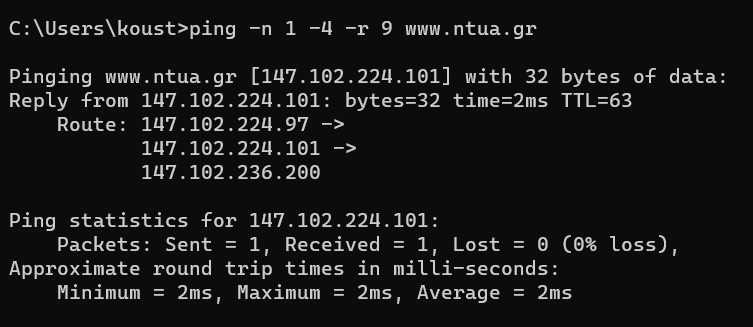 C:\Users\koust>ping -n 1 -4 -r 9 www.ntua.gr

Pinging www.ntua.gr [147.102.224.101] with 32 bytes of data:
Reply from 147.102.224.101: bytes=32 time=2ms TTL=63
    Route: 147.102.224.97 ->
           147.102.224.101 ->
           147.102.236.200

Ping statistics for 147.102.224.101:
    Packets: Sent = 1, Received = 1, Lost = 0 (0% loss),
Approximate round trip times in milli-seconds:
    Minimum = 2ms, Maximum = 2ms, Average = 2ms